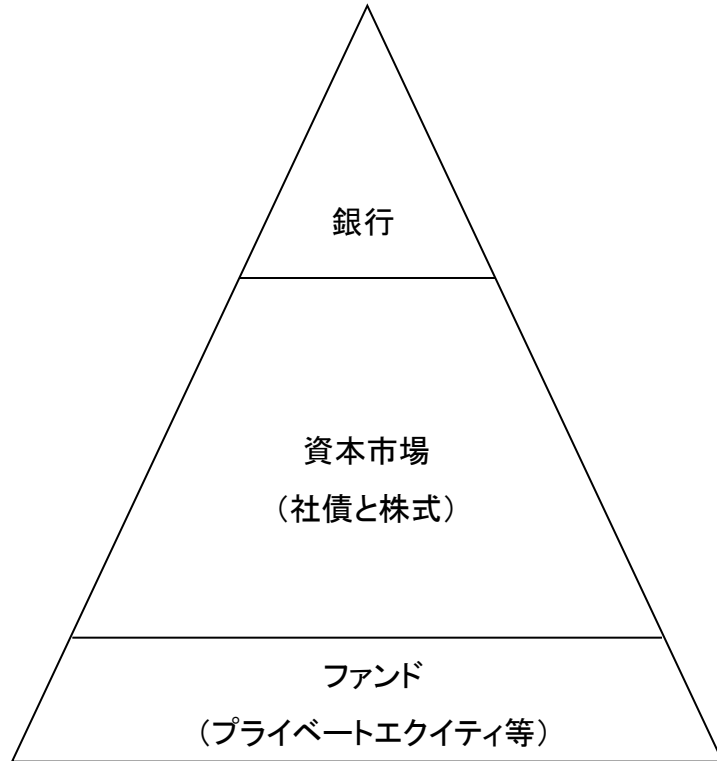 銀行
資本市場
（社債と株式）
ファンド
（プライベートエクイティ等）